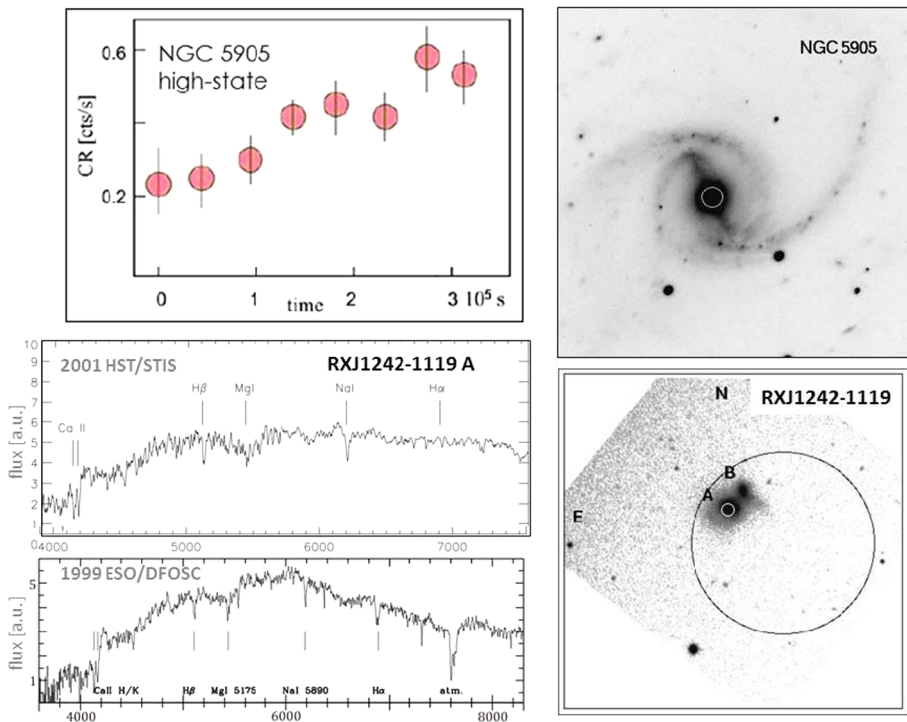 NGC 5905
high-state
CR [cts/s]
0.6
0.2
0 1 2 3 10⁵ s
time
NGC 5905
2001 HST/STIS
RXJ1242-1119 A
flux [a.u.]
10
9
8
7
6
5
4
3
2
1
0
Ca II
Hβ
MgI
NaI
Hα
4000 5000 6000 7000
1999 ESO/DFOSC
flux [a.u.]
5
1
CaII H/K Hβ MgI 5175 NaI 5890 Hα atm.
4000 6000 8000
RXJ1242-1119
N
B
A
E